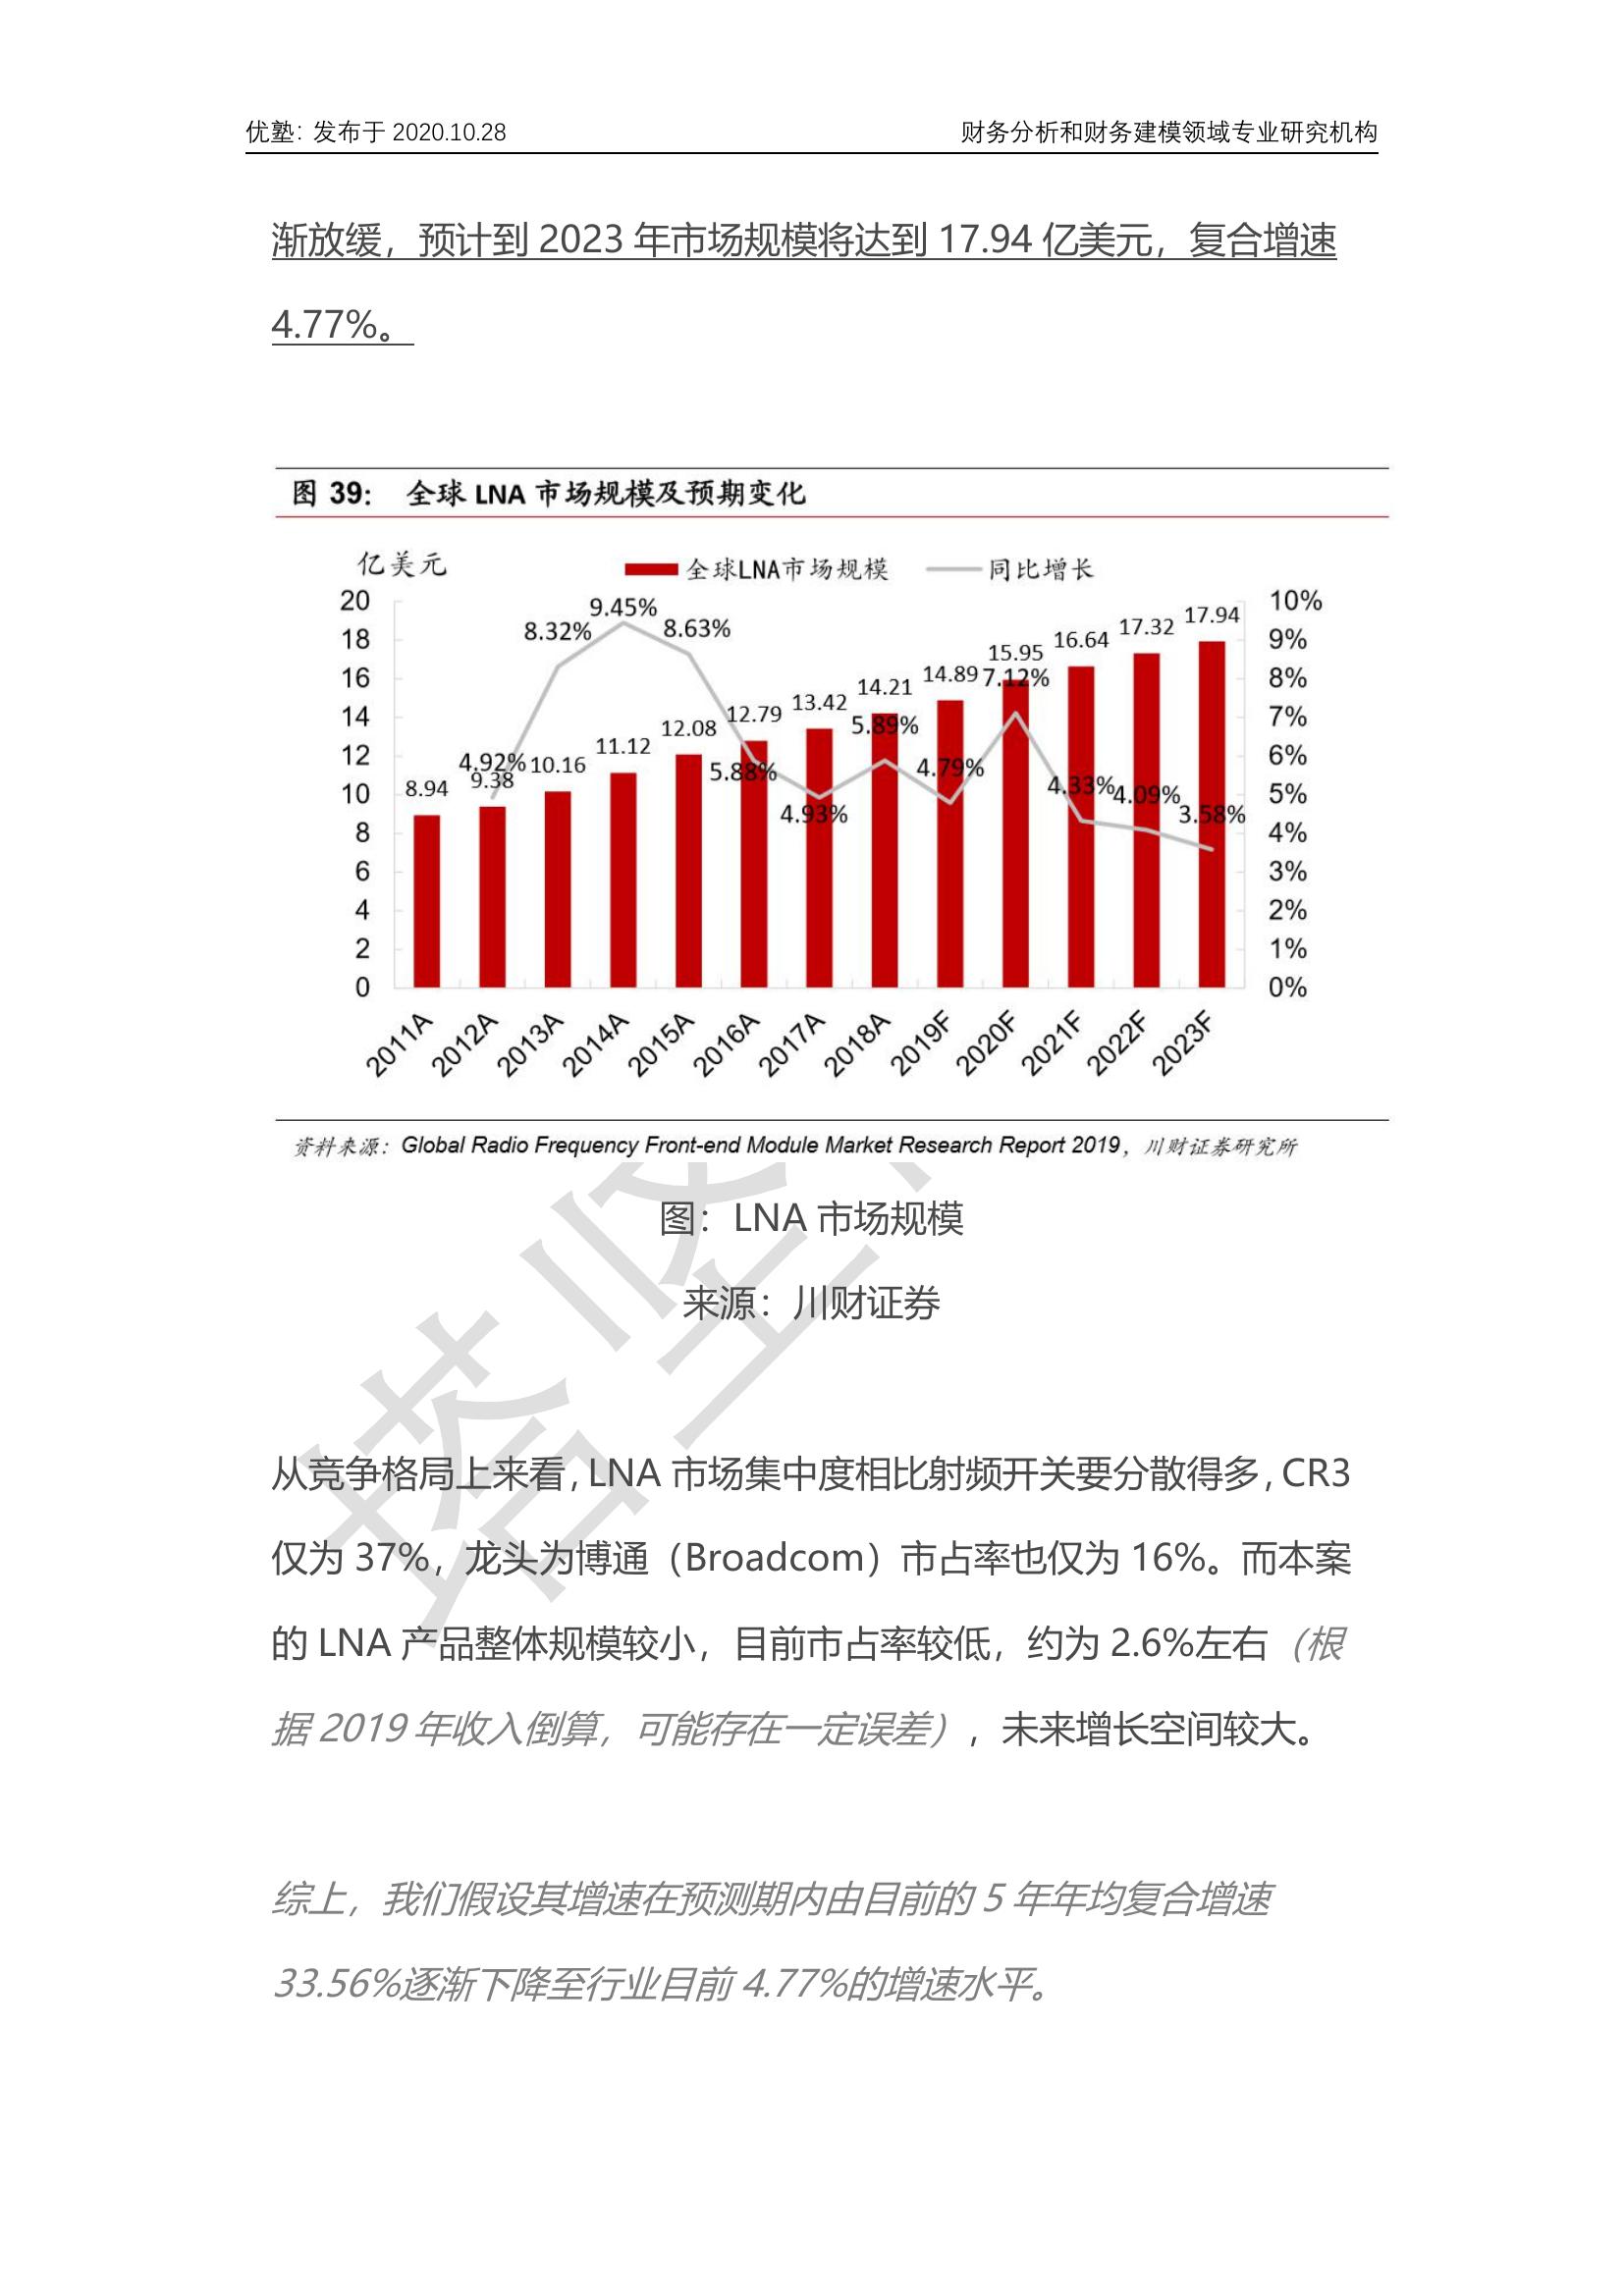 优塾：发布于 2020.10.28
财务分析和财务建模领域专业研究机构
渐放缓，预计到 2023 年市场规模将达到 17.94 亿美元，复合增速
4.77%。
图 39： 全球 LNA 市场规模及预期变化
亿美元
全球LNA市场规模 同比增长
20
18
16
14
12
10
8
6
4
2
0
10%
9%
8%
7%
6%
5%
4%
3%
2%
1%
0%
8.94
9.38
10.16
11.12
12.08
12.79
13.42
14.21
14.89
15.95
16.64
17.32
17.94
4.92%
8.32%
9.45%
8.63%
5.88%
4.93%
5.89%
4.79%
7.12%
4.33%
4.09%
3.58%
2011A
2012A
2013A
2014A
2015A
2016A
2017A
2018A
2019F
2020F
2021F
2022F
2023F
资料来源：Global Radio Frequency Front-end Module Market Research Report 2019，川财证券研究所
图：LNA 市场规模
来源：川财证券
从竞争格局上来看，LNA 市场集中度相比射频开关要分散得多，CR3
仅为 37%，龙头为博通（Broadcom）市占率也仅为 16%。而本案
的 LNA 产品整体规模较小，目前市占率较低，约为 2.6%左右（根
据 2019 年收入倒算，可能存在一定误差），未来增长空间较大。
综上，我们假设其增速在预测期内由目前的 5 年年均复合增速
33.56%逐渐下降至行业目前 4.77%的增速水平。
塔坚